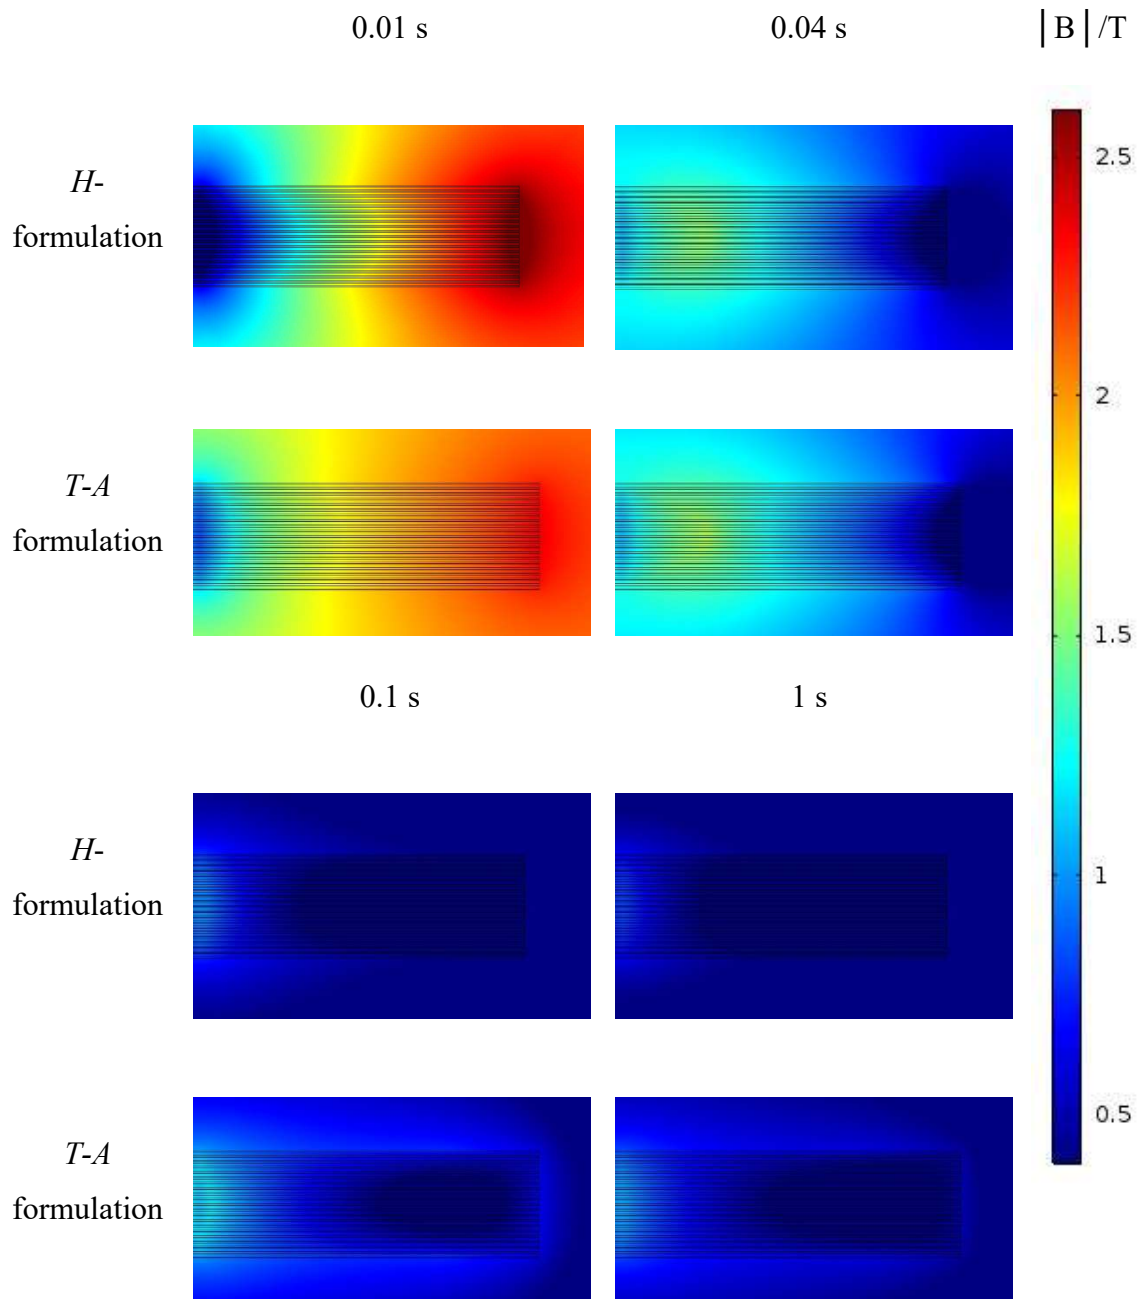 0.01 s
0.04 s
|B|/T
H-
formulation
T-A
formulation
0.1 s
1 s
H-
formulation
T-A
formulation
2.5
2
1.5
1
0.5